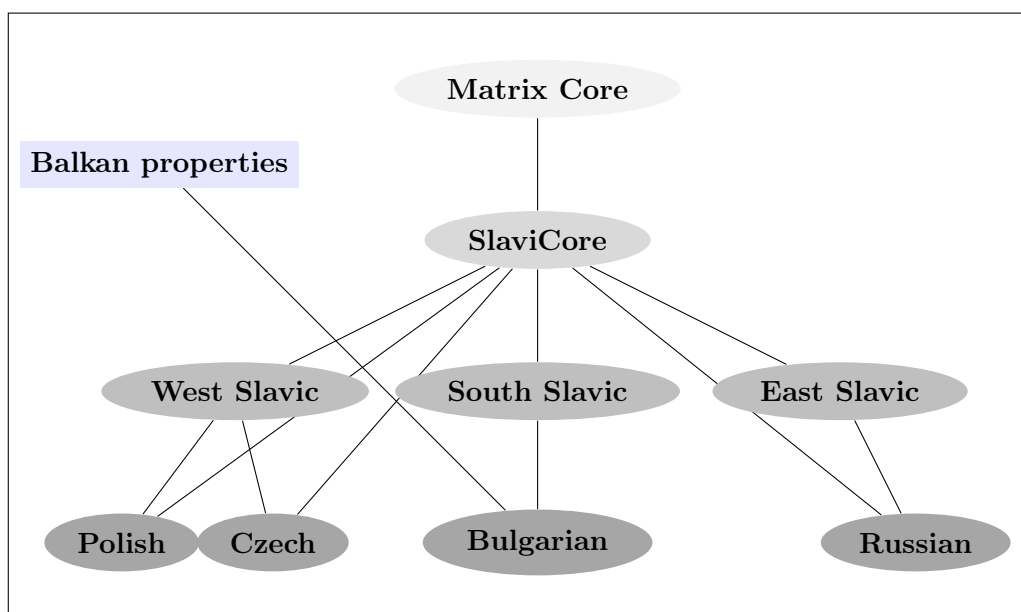 Matrix Core
Balkan properties
SlaviCore
West Slavic
South Slavic
East Slavic
Polish
Czech
Bulgarian
Russian